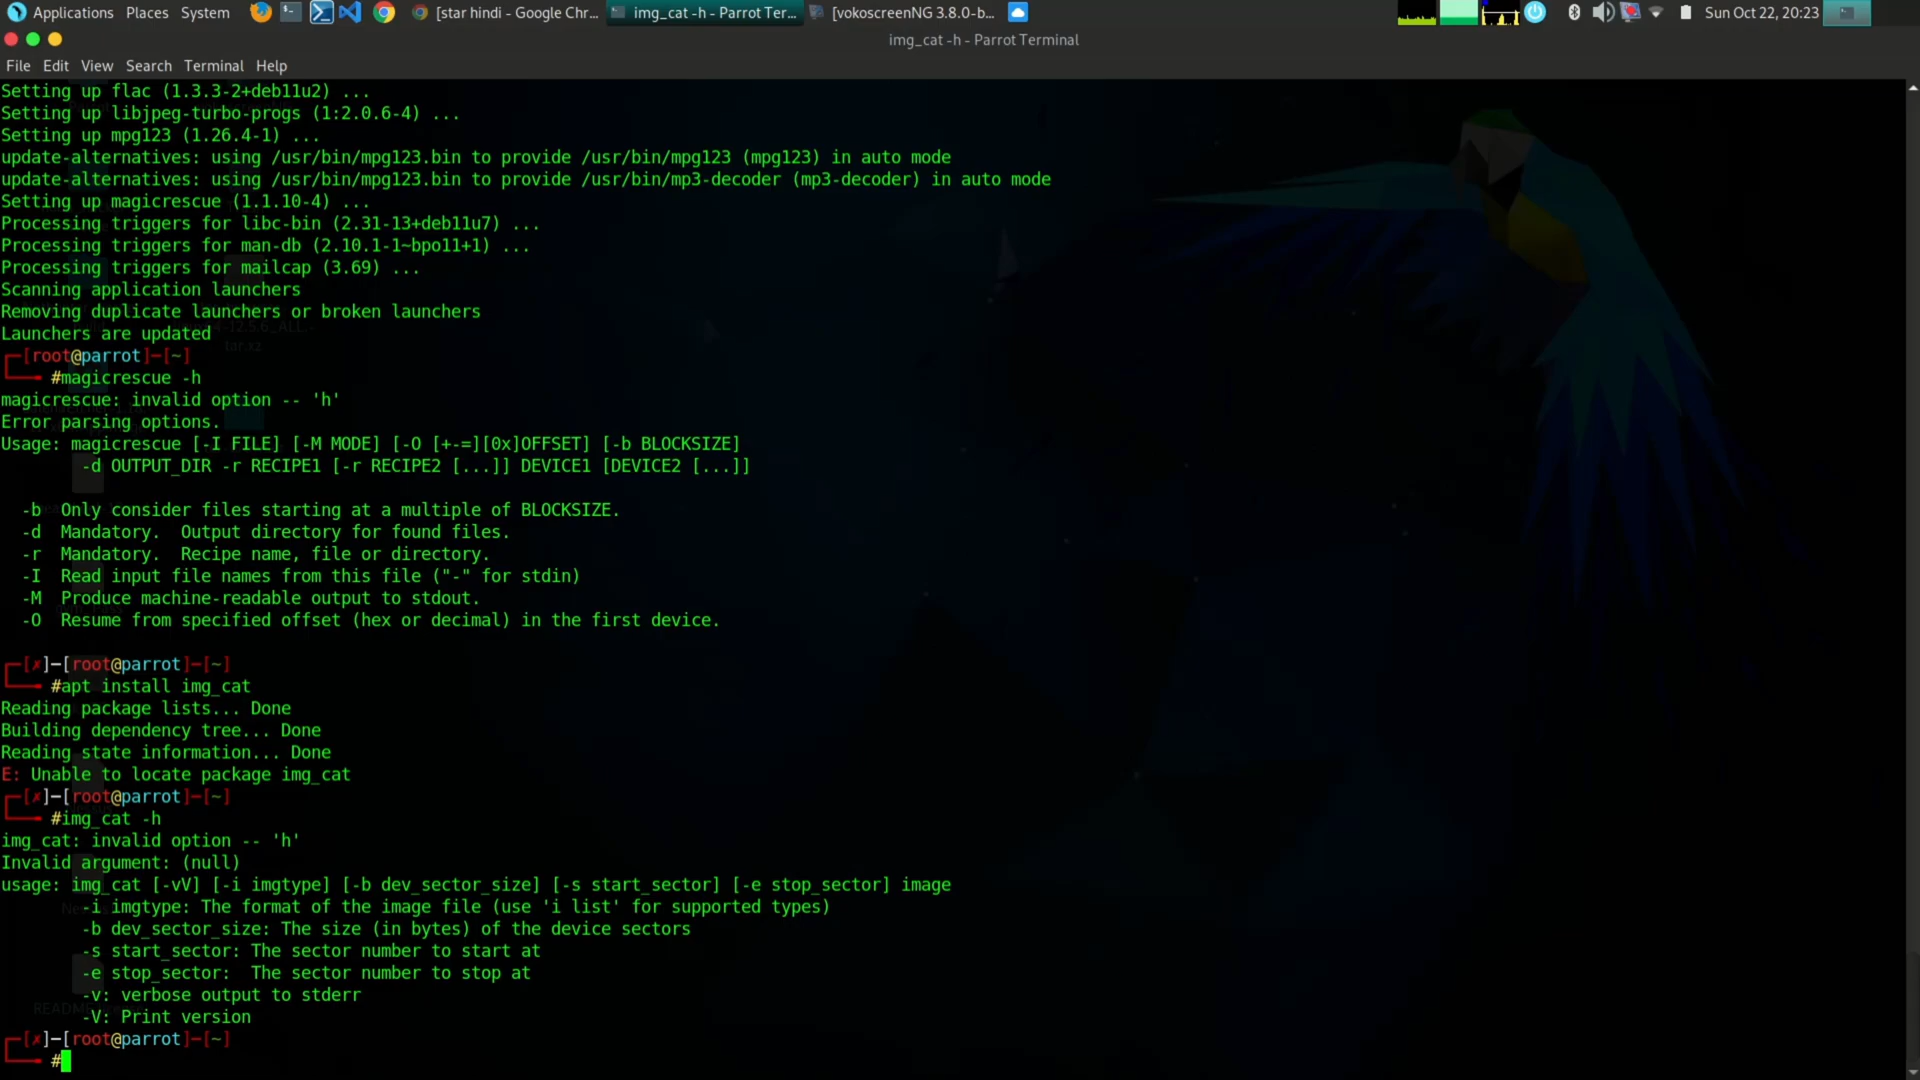 Applications Places System [star hindi - Google Chr... img_cat -h - Parrot Ter... [vokoscreenNG 3.8.0-b... Sun Oct 22, 20:23
img_cat -h - Parrot Terminal
File Edit View Search Terminal Help
Setting up flac (1.3.3-2+deb11u2) ...
Setting up libjpeg-turbo-progs (1:2.0.6-4) ...
Setting up mpg123 (1.26.4-1) ...
update-alternatives: using /usr/bin/mpg123.bin to provide /usr/bin/mpg123 (mpg123) in auto mode
update-alternatives: using /usr/bin/mpg123.bin to provide /usr/bin/mp3-decoder (mp3-decoder) in auto mode
Setting up magicrescue (1.1.10-4) ...
Processing triggers for libc-bin (2.31-13+deb11u7) ...
Processing triggers for man-db (2.10.1-1~bpo11+1) ...
Processing triggers for mailcap (3.69) ...
Scanning application launchers
Removing duplicate launchers or broken launchers
Launchers are updated
[root@parrot]-[~]
#magicrescue -h
magicrescue: invalid option -- 'h'
Error parsing options.
Usage: magicrescue [-I FILE] [-M MODE] [-O [+-=][0x]OFFSET] [-b BLOCKSIZE]
-d OUTPUT_DIR -r RECIPE1 [-r RECIPE2 [...]] DEVICE1 [DEVICE2 [...]]
-b Only consider files starting at a multiple of BLOCKSIZE.
-d Mandatory. Output directory for found files.
-r Mandatory. Recipe name, file or directory.
-I Read input file names from this file ("-" for stdin)
-M Produce machine-readable output to stdout.
-O Resume from specified offset (hex or decimal) in the first device.
[✗]-[root@parrot]-[~]
#apt install img_cat
Reading package lists... Done
Building dependency tree... Done
Reading state information... Done
E: Unable to locate package img_cat
[✗]-[root@parrot]-[~]
#img_cat -h
img_cat: invalid option -- 'h'
Invalid argument: (null)
usage: img_cat [-vV] [-i imgtype] [-b dev_sector_size] [-s start_sector] [-e stop_sector] image
-i imgtype: The format of the image file (use 'i list' for supported types)
-b dev_sector_size: The size (in bytes) of the device sectors
-s start_sector: The sector number to start at
-e stop_sector: The sector number to stop at
-v: verbose output to stderr
-V: Print version
[✗]-[root@parrot]-[~]
#